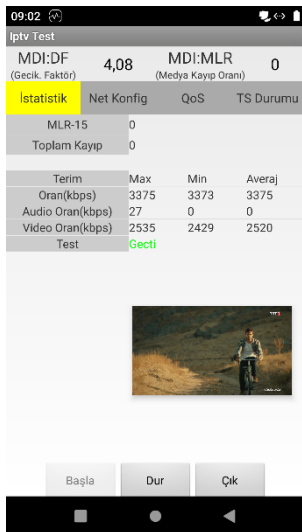 09:02
Iptv Test
MDI:DF 4,08 MDI:MLR 0
(Gecik. Faktör) (Medya Kayıp Oranı)
İstatistik Net Konfig QoS TS Durumu
MLR-15 0
Toplam Kayıp 0
Terim Max Min Averaj
Oran(kbps) 3375 3373 3375
Audio Oran(kbps) 27 0 0
Video Oran(kbps) 2535 2429 2520
Test Gecti
Başla Dur Çık